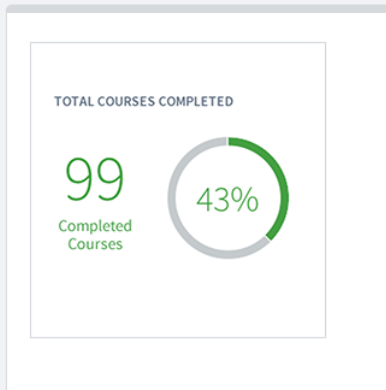 TOTAL COURSES COMPLETED
99
Completed
Courses
43%